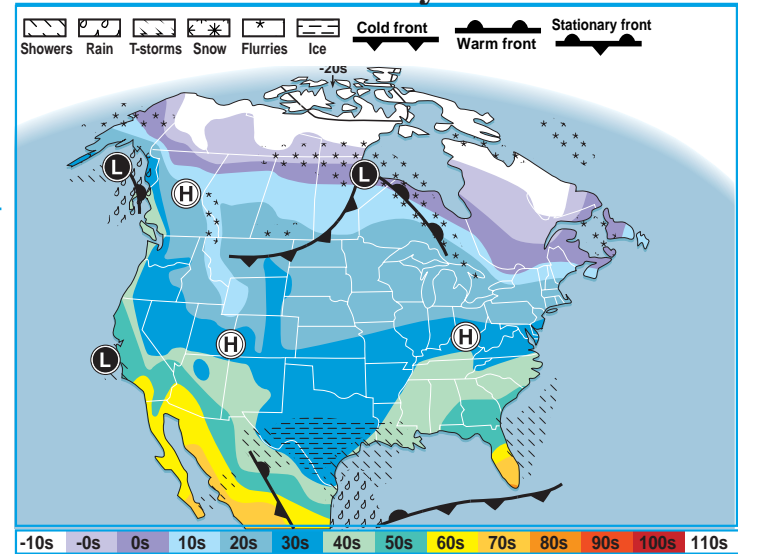 Cold front
Warm front
Stationary front
Showers Rain T-storms Snow Flurries Ice
-20s
L
L
H
H
H
L
-10s -0s 0s 10s 20s 30s 40s 50s 60s 70s 80s 90s 100s 110s